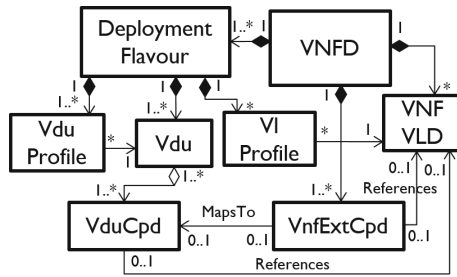 Deployment
Flavour
1..*
1
VNFD
1
1
1
1
1..*
1..*
*
*
Vdu
Profile
*
1
Vdu
Vl
Profile
*
1
VNF
VLD
1..*
1..*
1..*
0..1
0..1
References
VduCpd
MapsTo
0..1
0..1
VnfExtCpd
0..1
0..1
References